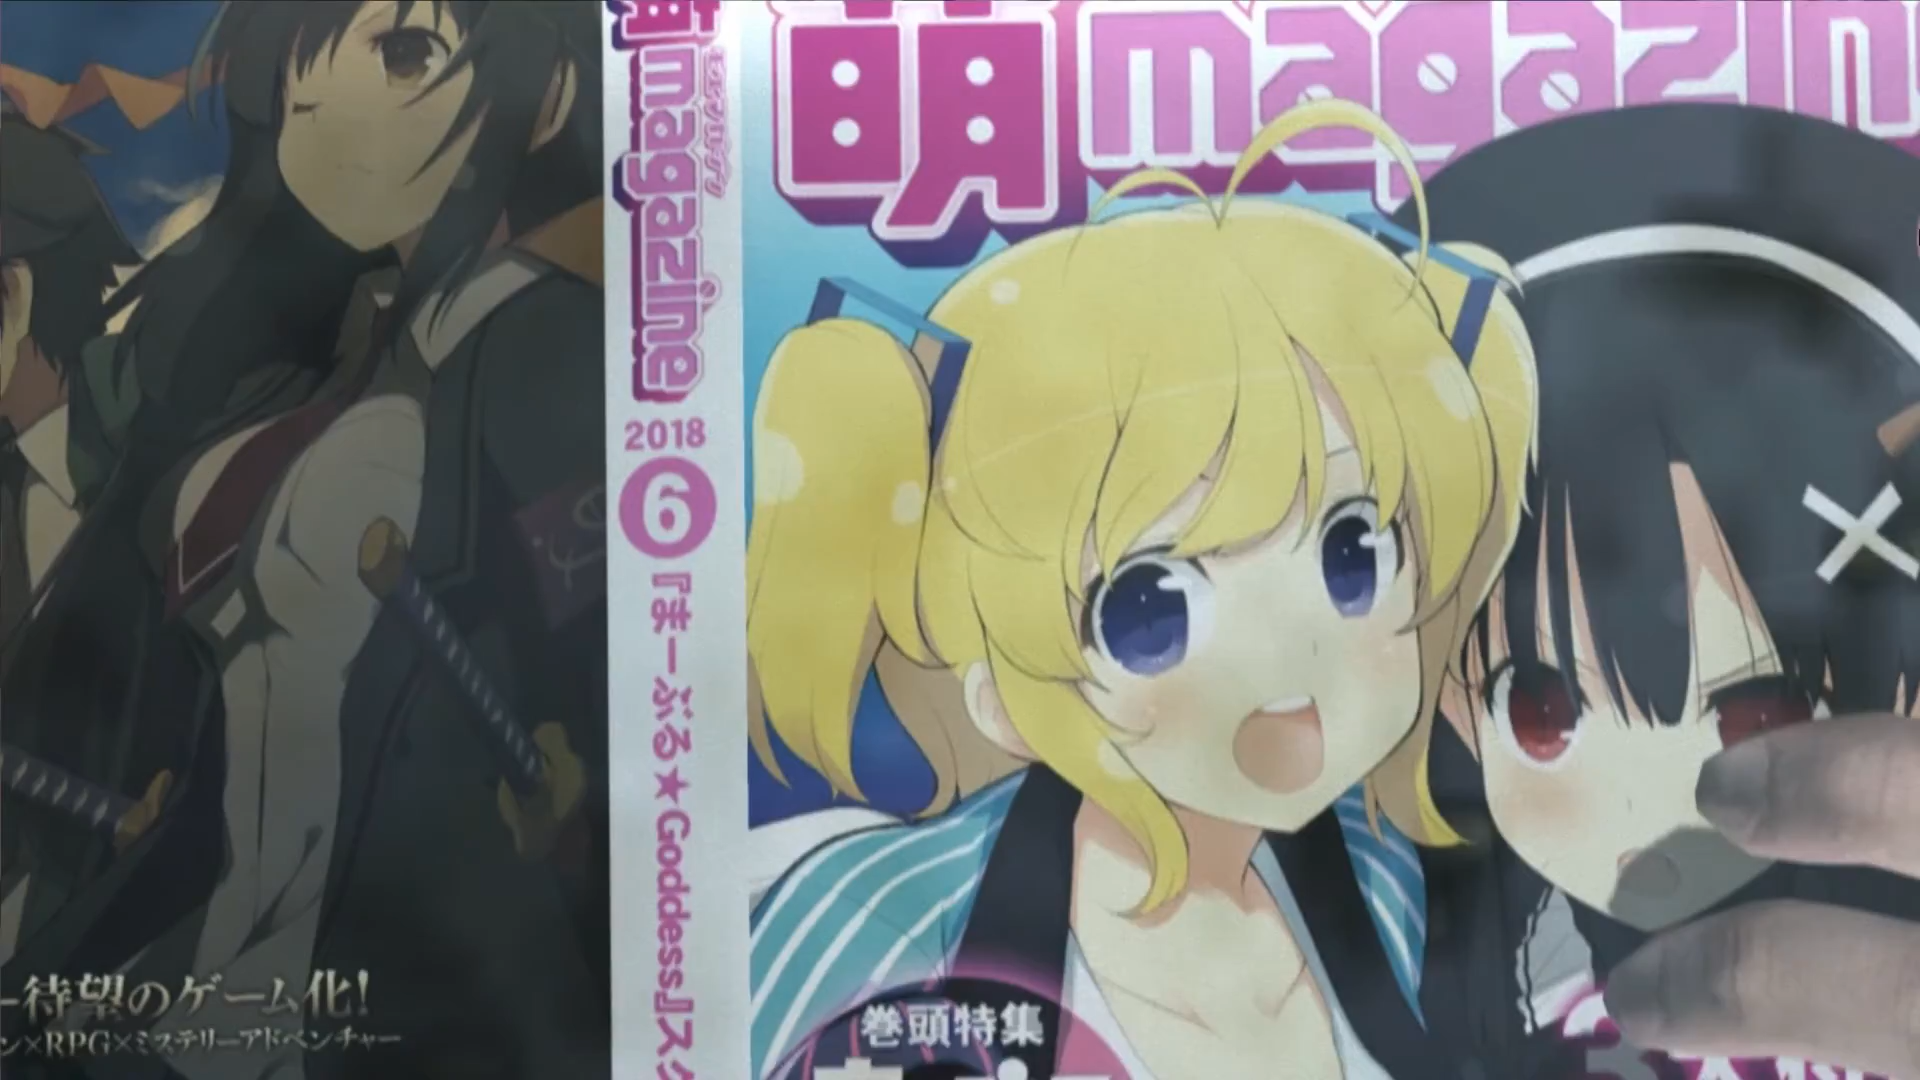 萌magazine
萌magazine
2018
6
『まーぶる★Goddess』スク
巻頭特集
ー待望のゲーム化!
ン×RPG×ミステリーアドベンチャー